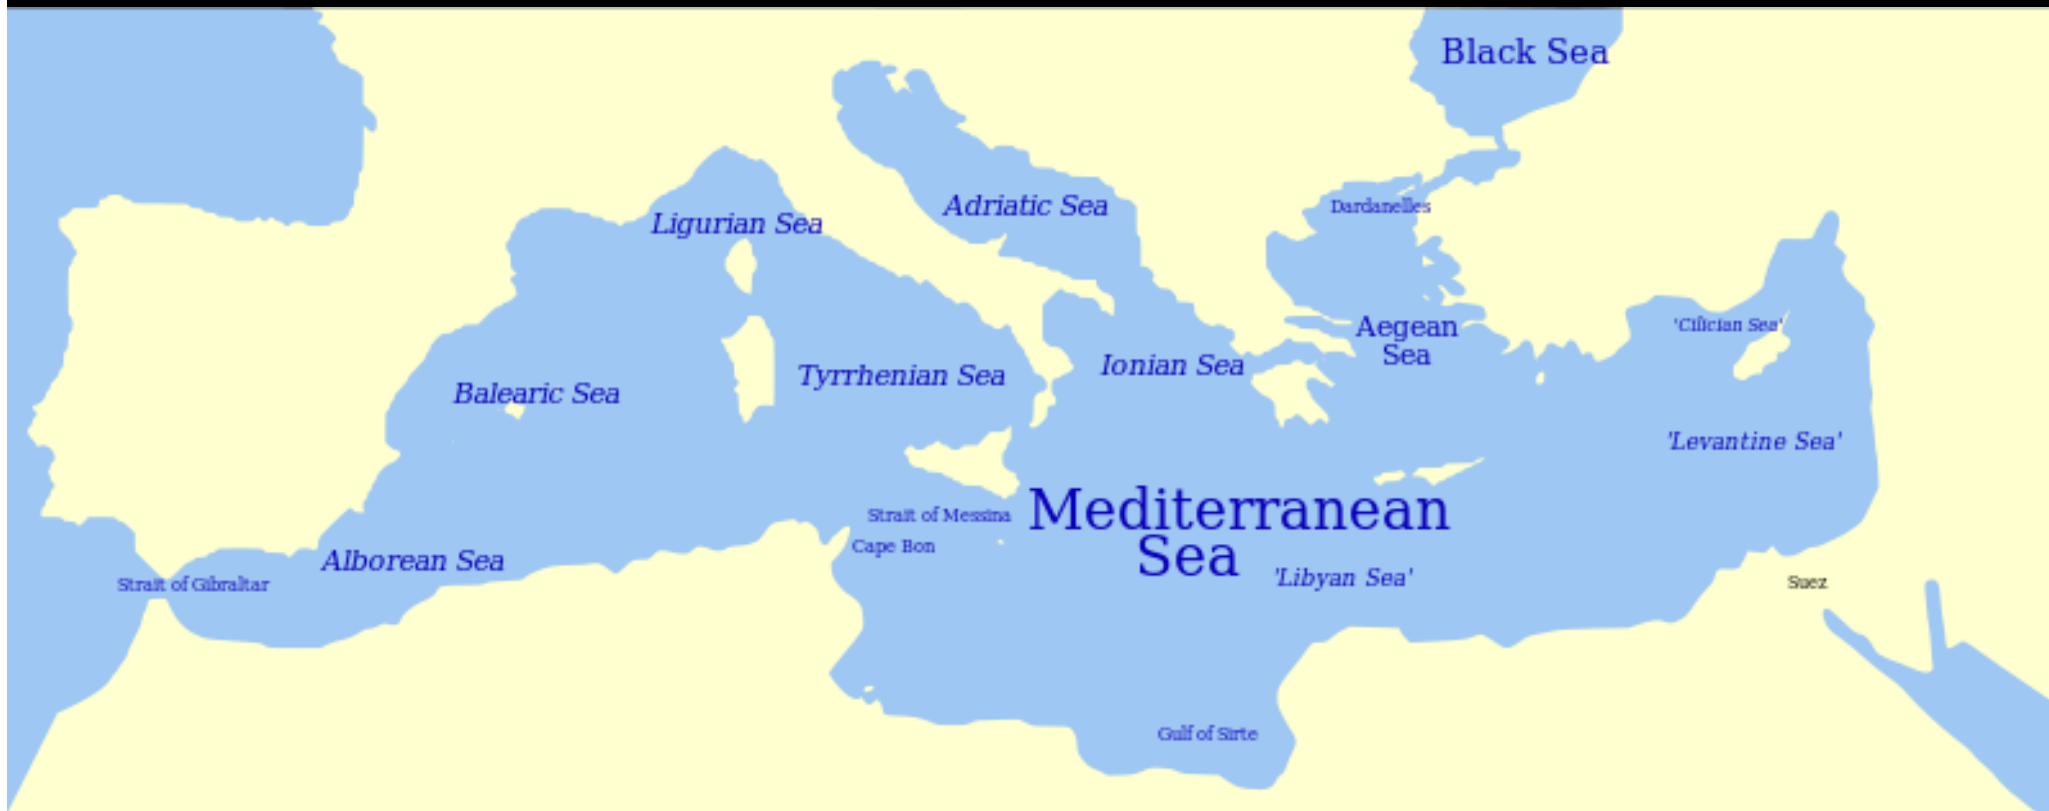 Black Sea
Adriatic Sea
Dardanelles
Ligurian Sea
'Cilician Sea'
Aegean
Sea
Ionian Sea
Tyrrhenian Sea
Balearic Sea
'Levantine Sea'
Mediterranean
Sea
Strait of Messina
Cape Bon
Alborean Sea
'Libyan Sea'
Strait of Gibraltar
Suez
Gulf of Sirte